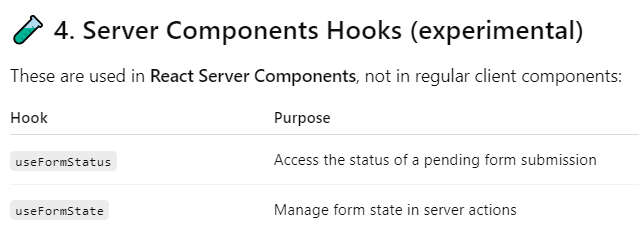 🧪 4. Server Components Hooks (experimental)
These are used in React Server Components, not in regular client components:
Hook Purpose
useFormStatus Access the status of a pending form submission
useFormState Manage form state in server actions